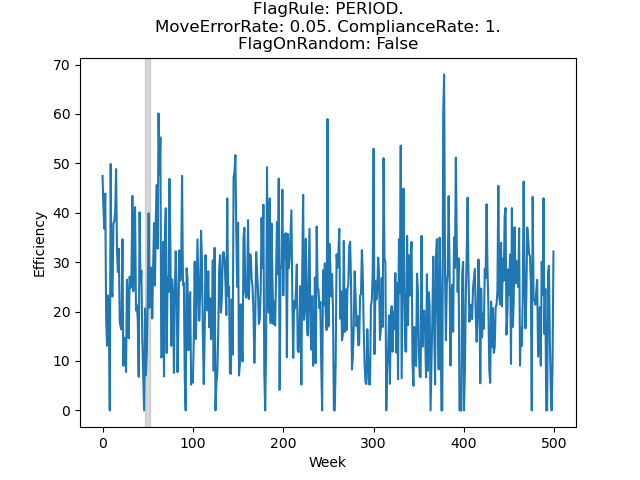 FlagRule: PERIOD.
MoveErrorRate: 0.05. ComplianceRate: 1.
FlagOnRandom: False
70
60
50
40
30
20
10
0
Efficiency
0 100 200 300 400 500
Week